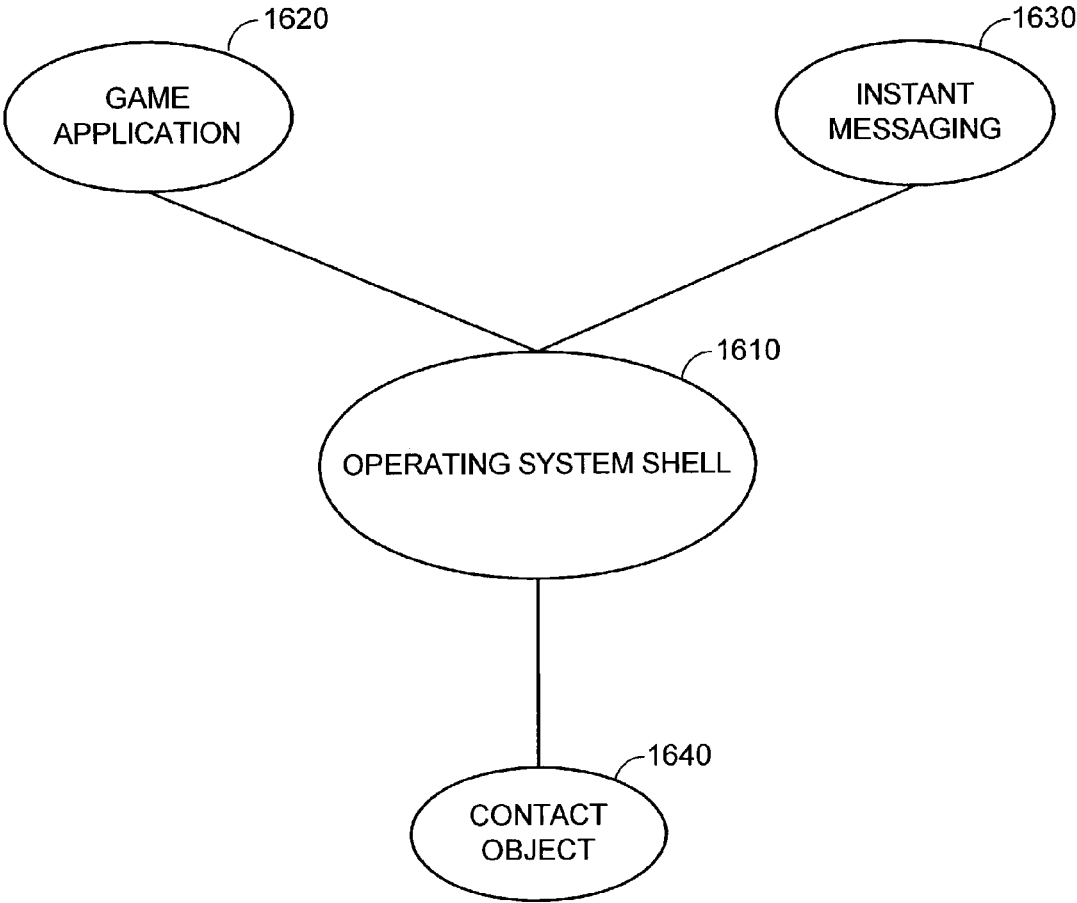 1620
GAME
APPLICATION
1630
INSTANT
MESSAGING
1610
OPERATING SYSTEM SHELL
1640
CONTACT
OBJECT